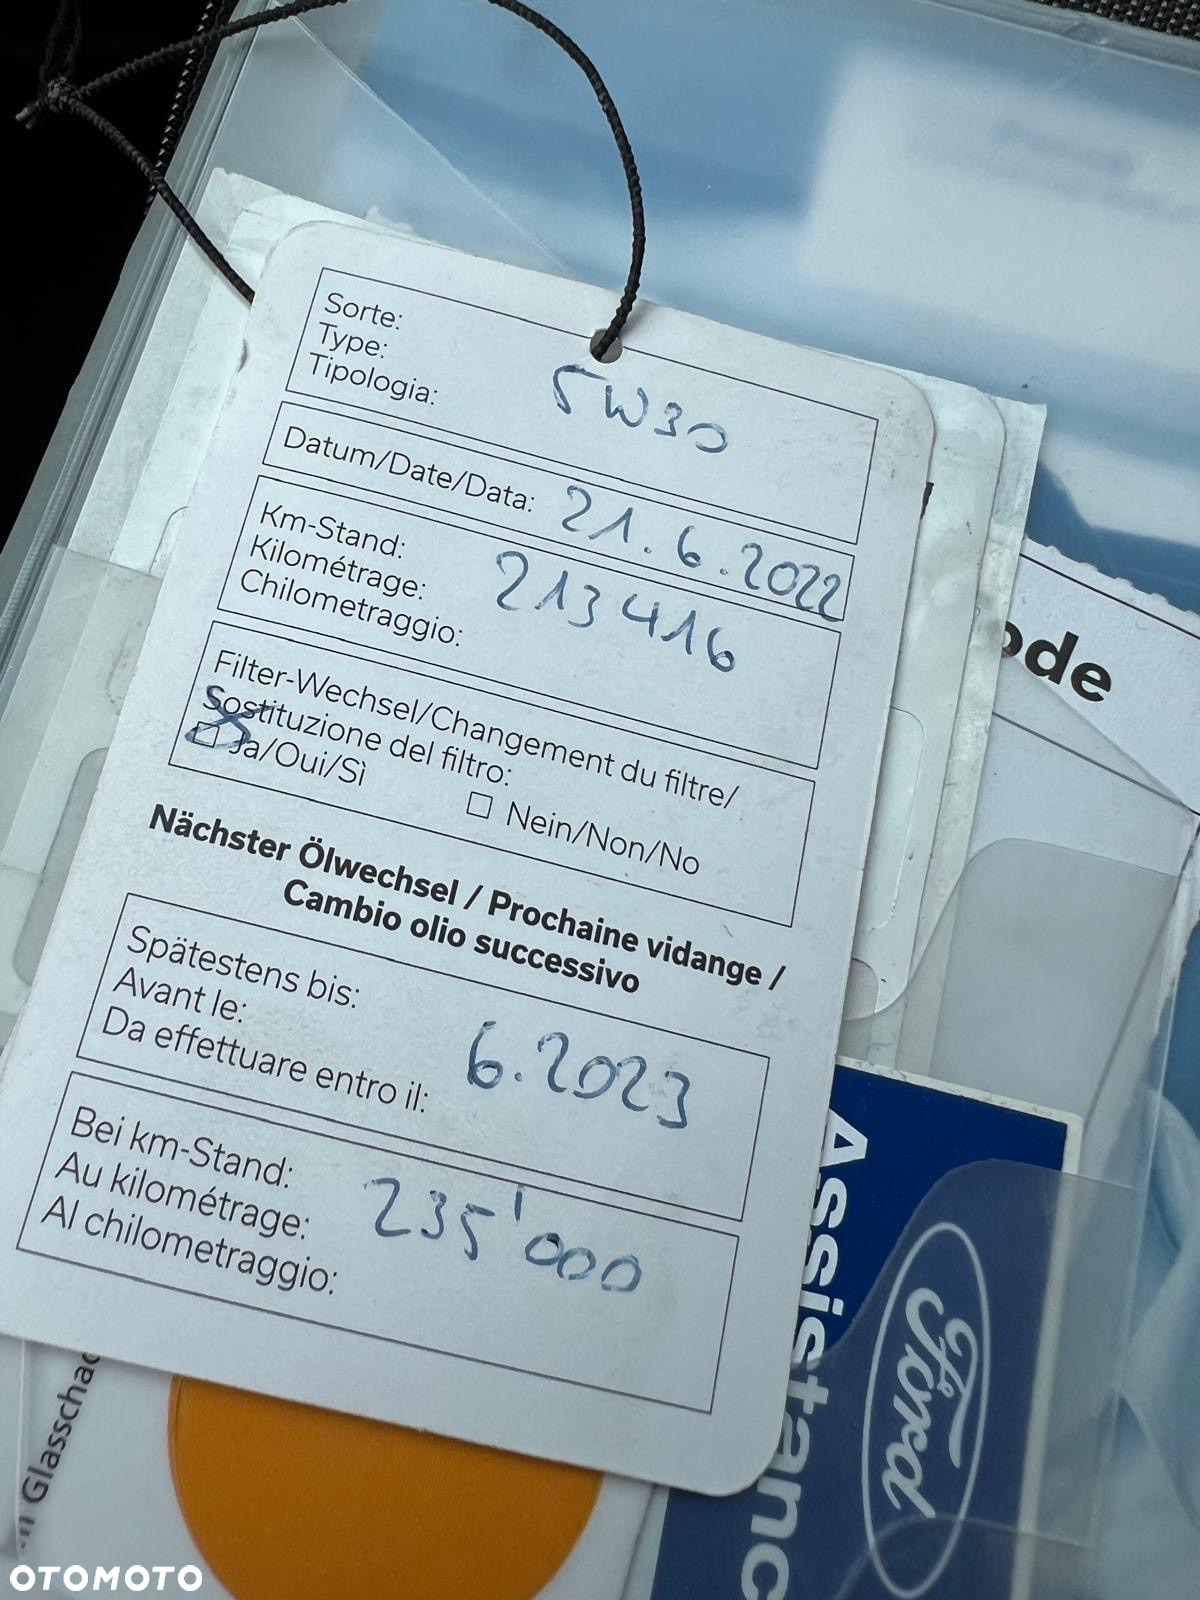 Sorte:
Type:
Tipologia:
5W30
Datum/Date/Data: 21.6.2022
Km-Stand:
Kilométrage:
Chilometraggio:
213416
Filter-Wechsel/Changement du filtre/
Sostituzione del filtro:
Ja/Oui/Sì
Nein/Non/No
Nächster Ölwechsel / Prochaine vidange /
Cambio olio successivo
Spätestens bis:
Avant le:
Da effettuare entro il:
6.2023
Bei km-Stand:
Au kilométrage:
Al chilometraggio:
235'000
ode
Assistanc
Ford
Glasscha
OTOMOTO